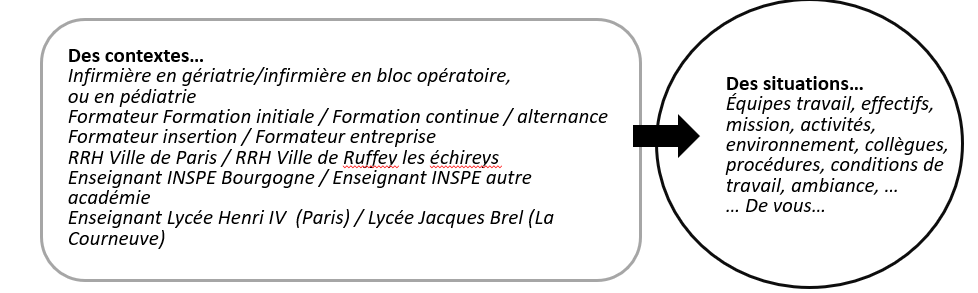 Des contextes...
Infirmière en gériatrie/infirmière en bloc opératoire,
ou en pédiatrie
Formateur Formation initiale / Formation continue / alternance
Formateur insertion / Formateur entreprise
RRH Ville de Paris / RRH Ville de Ruffey les échireys
Enseignant INSPE Bourgogne / Enseignant INSPE autre
académie
Enseignant Lycée Henri IV (Paris) / Lycée Jacques Brel (La
Courneuve)
Des situations...
Équipes travail, effectifs,
mission, activités,
environnement, collègues,
procédures, conditions de
travail, ambiance, ...
... De vous...